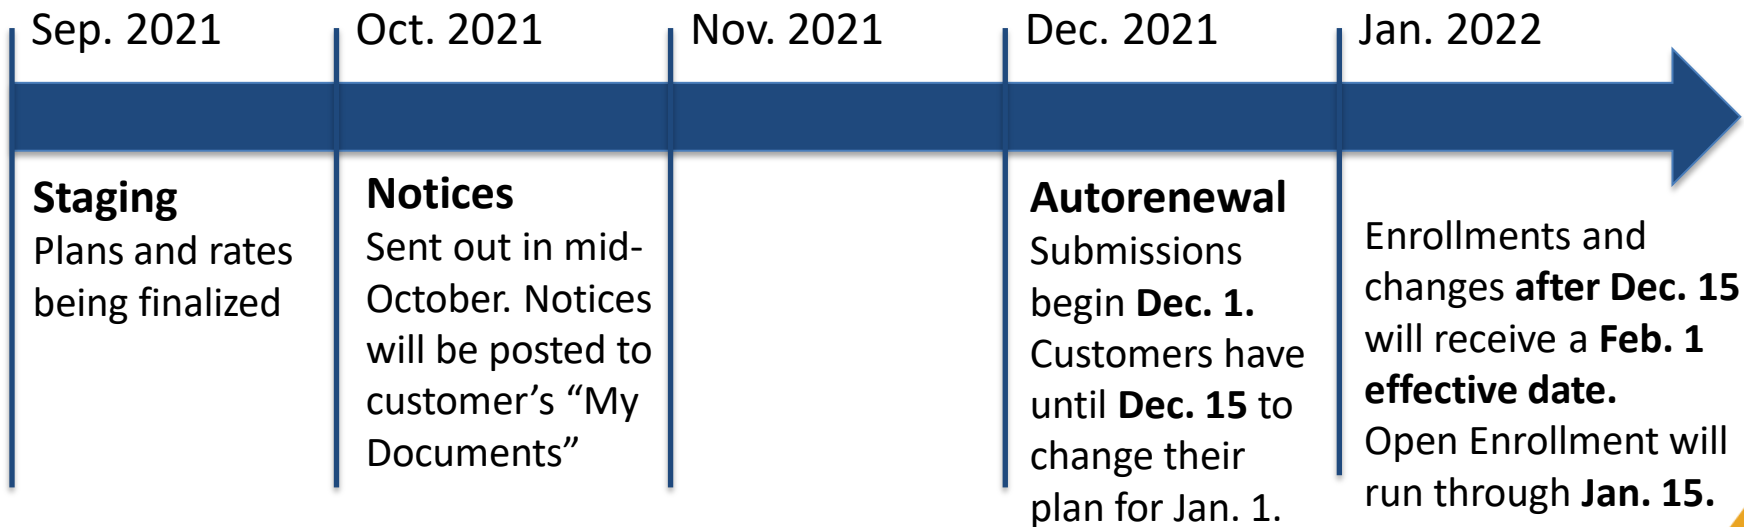 Sep. 2021
Oct. 2021
Nov. 2021
Dec. 2021
Jan. 2022
Staging
Plans and rates
being finalized
Notices
Sent out in mid-
October. Notices
will be posted to
customer’s “My
Documents”
Autorenewal
Submissions
begin Dec. 1.
Customers have
until Dec. 15 to
change their
plan for Jan. 1.
Enrollments and
changes after Dec. 15
will receive a Feb. 1
effective date.
Open Enrollment will
run through Jan. 15.